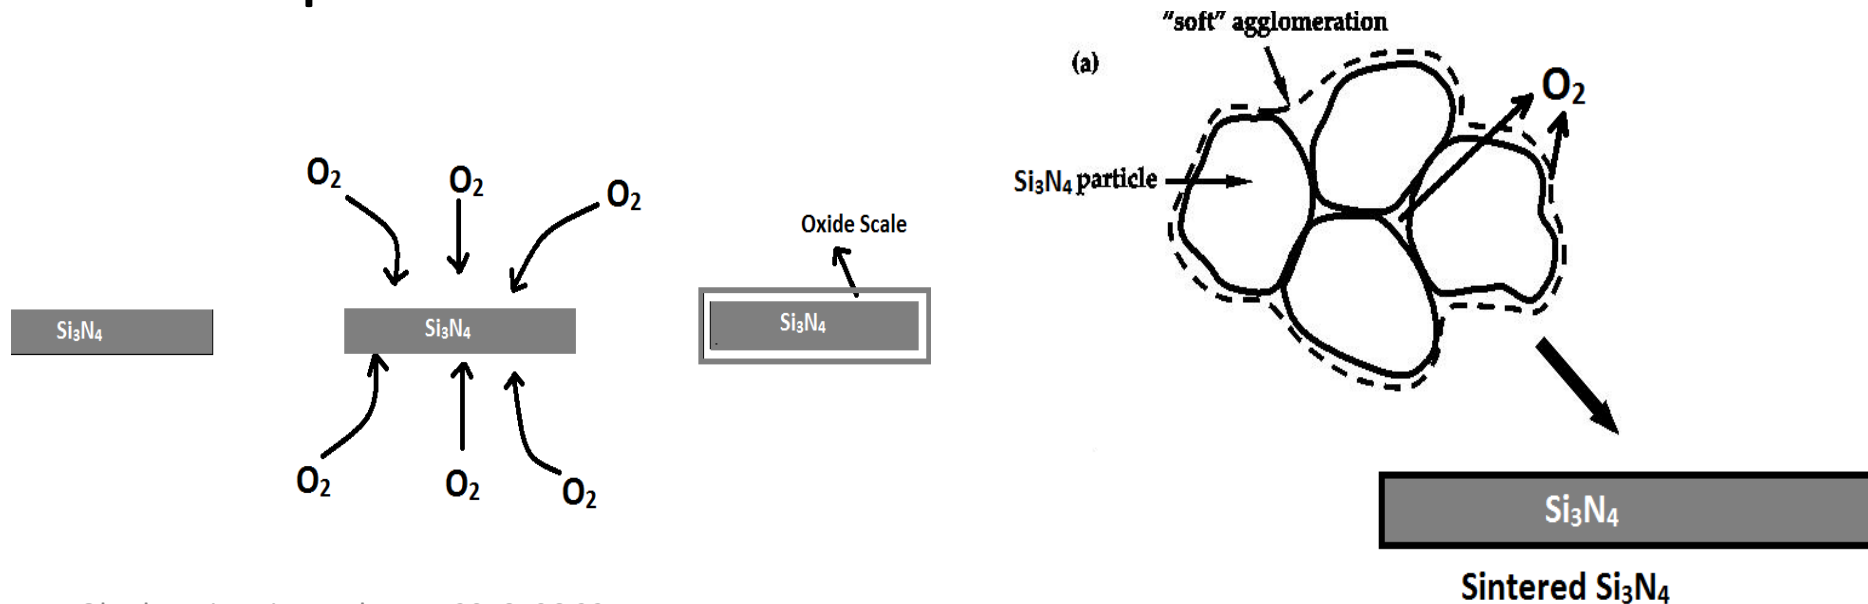 "soft" agglomeration
(a)
O₂
Si₃N₄ particle
O₂
O₂
O₂
Oxide Scale
Si₃N₄
Si₃N₄
Si₃N₄
O₂
O₂
O₂
Si₃N₄
Sintered Si₃N₄